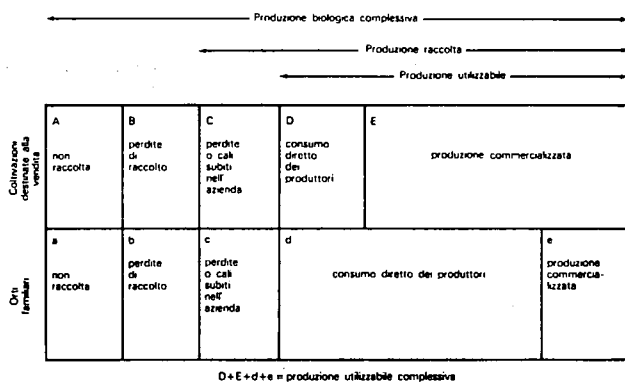 Produzione biologica complessiva
Produzione raccolta
Produzione utilizzabile
Coltivazioni
destinate alla
vendita
A
non
raccolta
B
perdite
di
raccolto
C
perdite
o cali
subiti
nell'
azienda
D
consumo
diretto
dei
produttori
E
produzione commercializzata
Orti
familiari
a
non
raccolta
b
perdite
di
raccolto
c
perdite
o cali
subiti
nell'
azienda
d
consumo diretto dei produttori
e
produzione
commercia-
lizzata
D+E+d+e = produzione utilizzabile complessiva